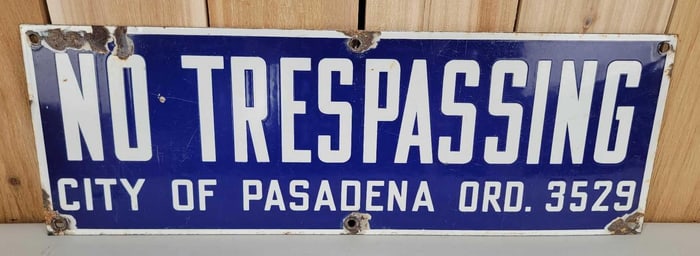 NO TRESPASSING
CITY OF PASADENA ORD. 3529